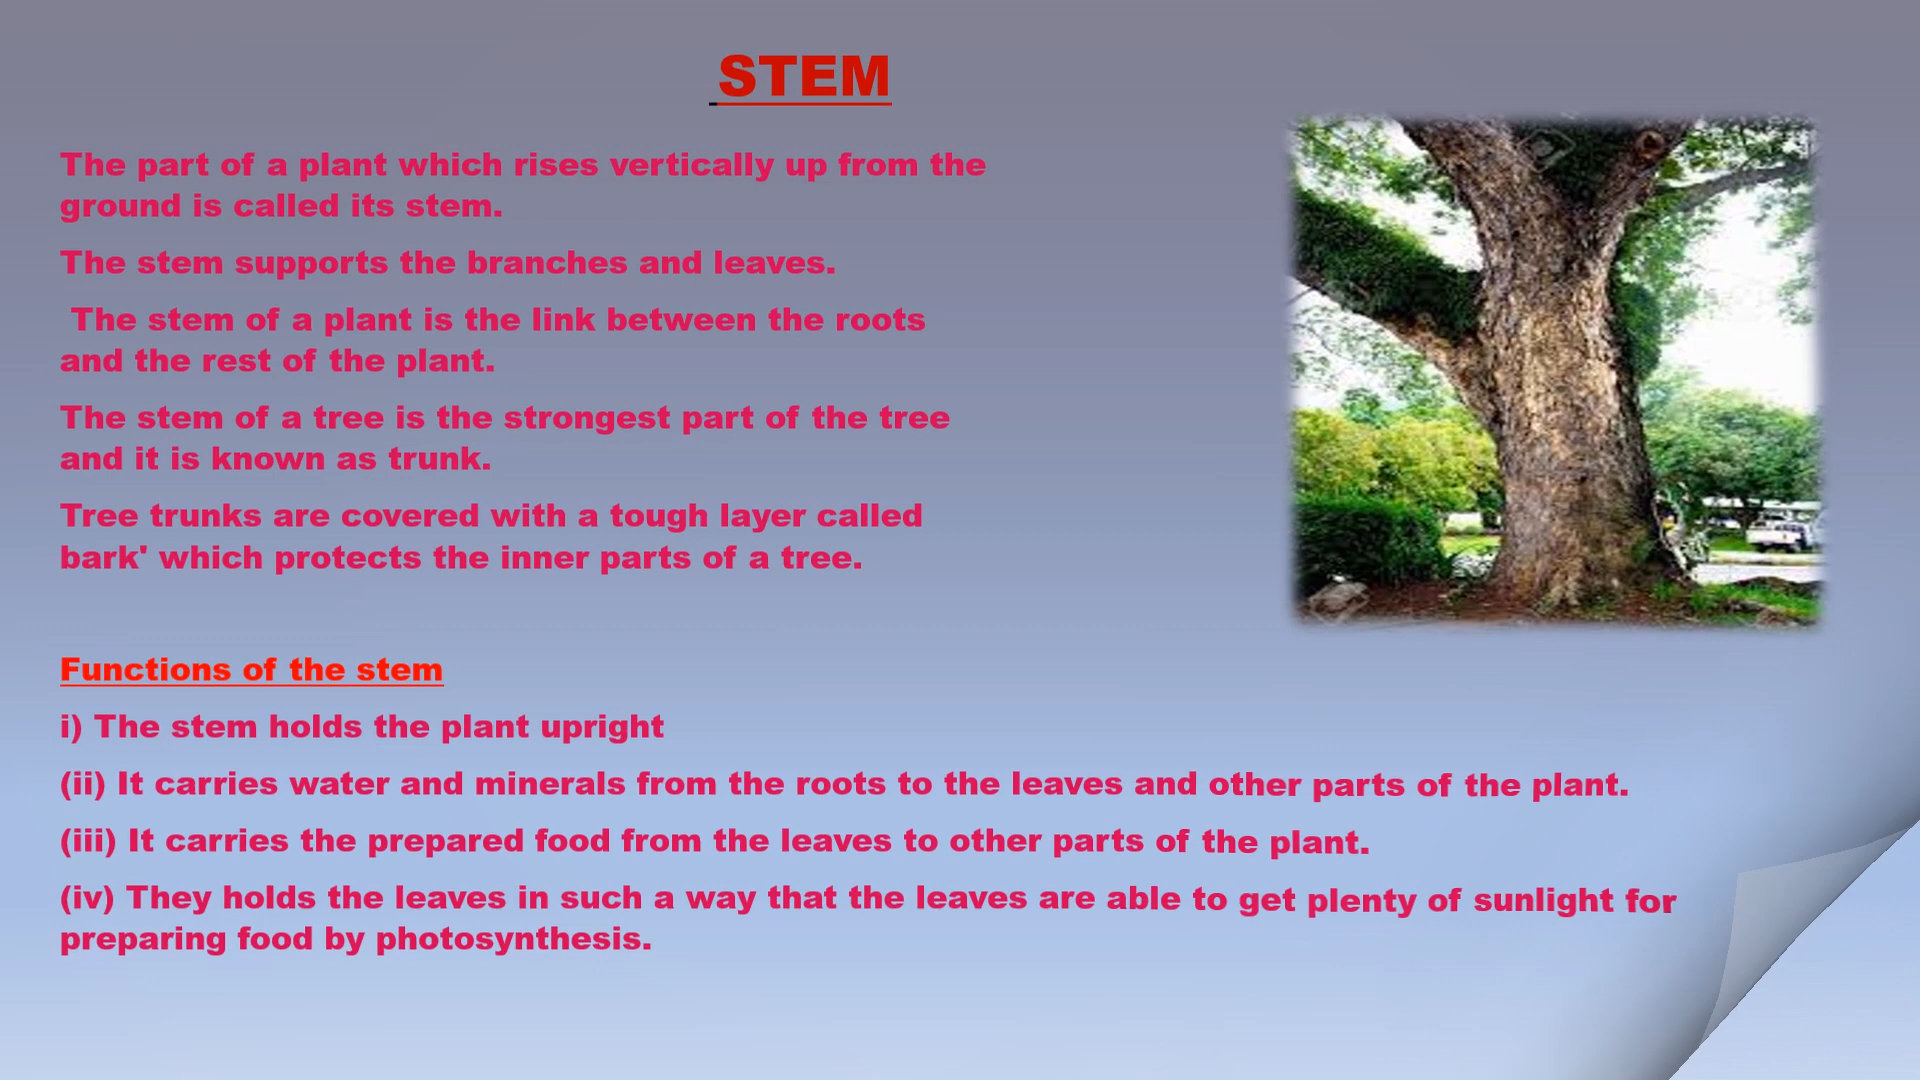 STEM
The part of a plant which rises vertically up from the
ground is called its stem.
The stem supports the branches and leaves.
The stem of a plant is the link between the roots
and the rest of the plant.
The stem of a tree is the strongest part of the tree
and it is known as trunk.
Tree trunks are covered with a tough layer called
bark' which protects the inner parts of a tree.
Functions of the stem
i) The stem holds the plant upright
(ii) It carries water and minerals from the roots to the leaves and other parts of the plant.
(iii) It carries the prepared food from the leaves to other parts of the plant.
(iv) They holds the leaves in such a way that the leaves are able to get plenty of sunlight for
preparing food by photosynthesis.